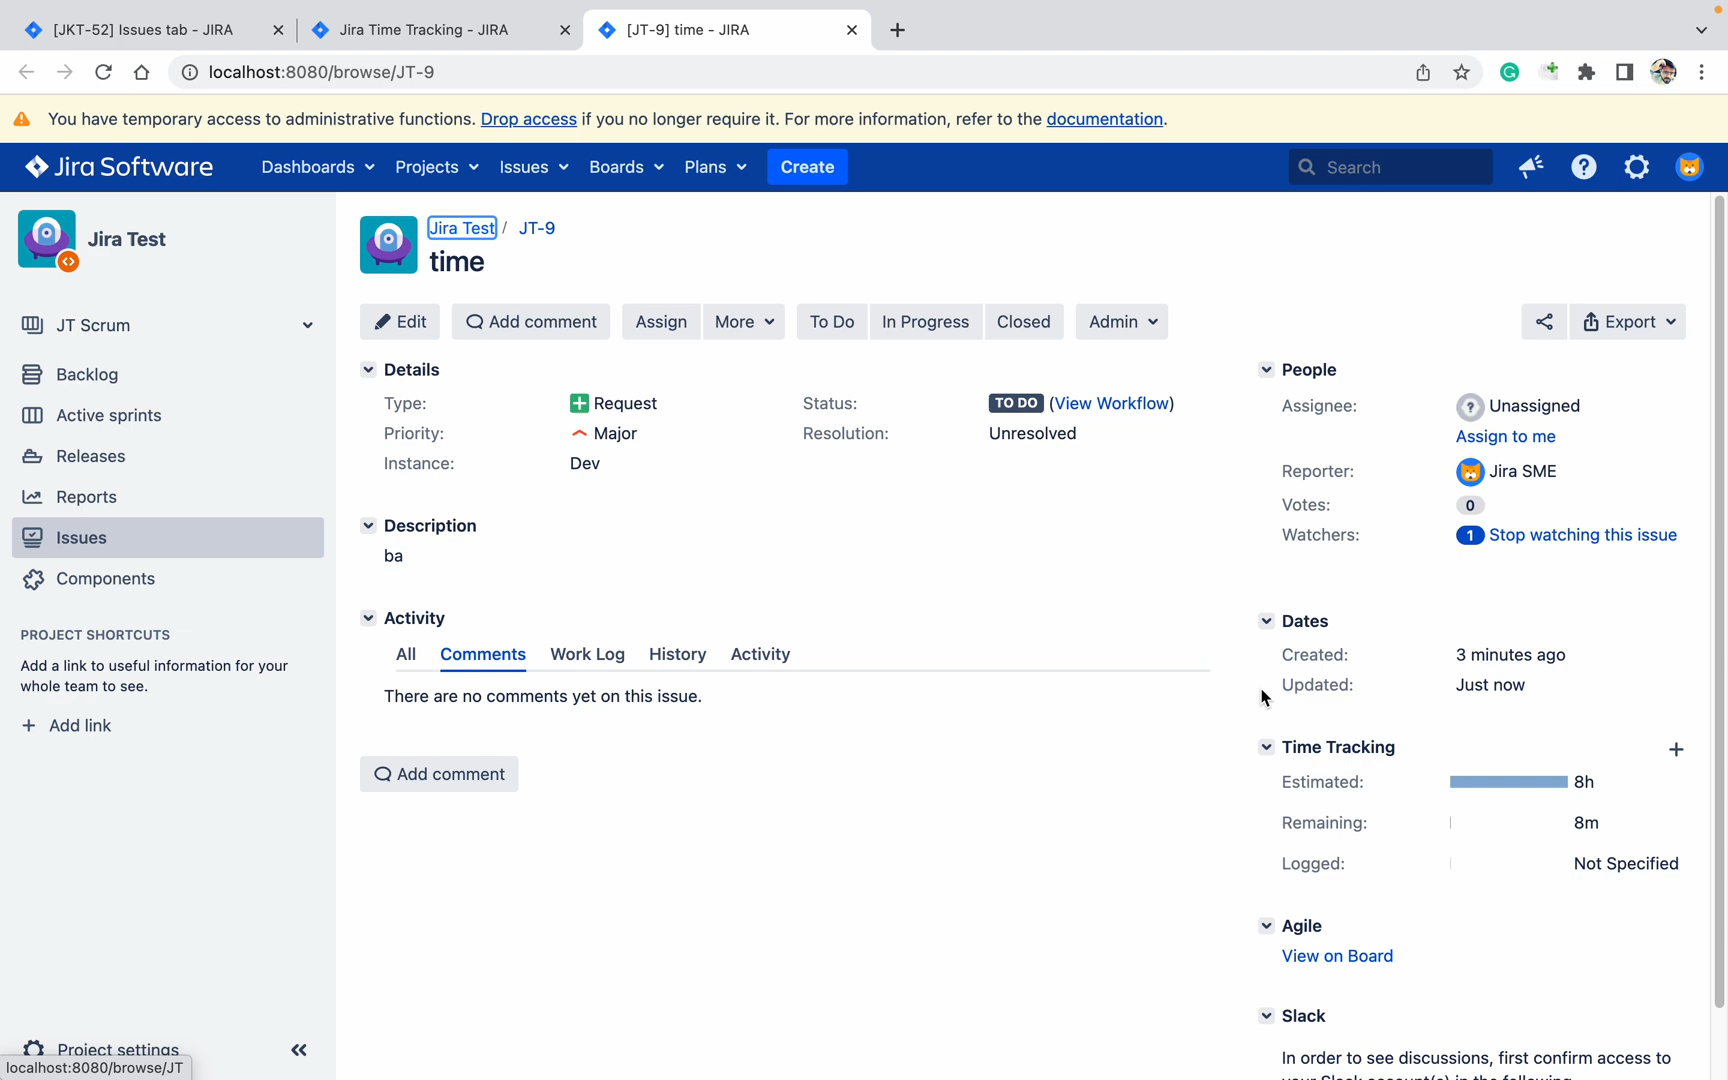 [JKT-52] Issues tab - JIRA
Jira Time Tracking - JIRA
[JT-9] time - JIRA
localhost:8080/browse/JT-9
You have temporary access to administrative functions. Drop access if you no longer require it. For more information, refer to the documentation.
Jira Software
Dashboards
Projects
Issues
Boards
Plans
Create
Search
Jira Test
JT Scrum
Backlog
Active sprints
Releases
Reports
Issues
Components
PROJECT SHORTCUTS
Add a link to useful information for your
whole team to see.
+ Add link
Project settings
localhost:8080/browse/JT
Jira Test / JT-9
time
Edit
Add comment
Assign
More
To Do
In Progress
Closed
Admin
Export
Details
Type: Request
Priority: Major
Instance: Dev
Status: TO DO (View Workflow)
Resolution: Unresolved
Description
ba
Activity
All Comments Work Log History Activity
There are no comments yet on this issue.
Add comment
People
Assignee: Unassigned
Assign to me
Reporter: Jira SME
Votes: 0
Watchers: 1 Stop watching this issue
Dates
Created: 3 minutes ago
Updated: Just now
Time Tracking
Estimated: 8h
Remaining: 8m
Logged: Not Specified
Agile
View on Board
Slack
In order to see discussions, first confirm access to